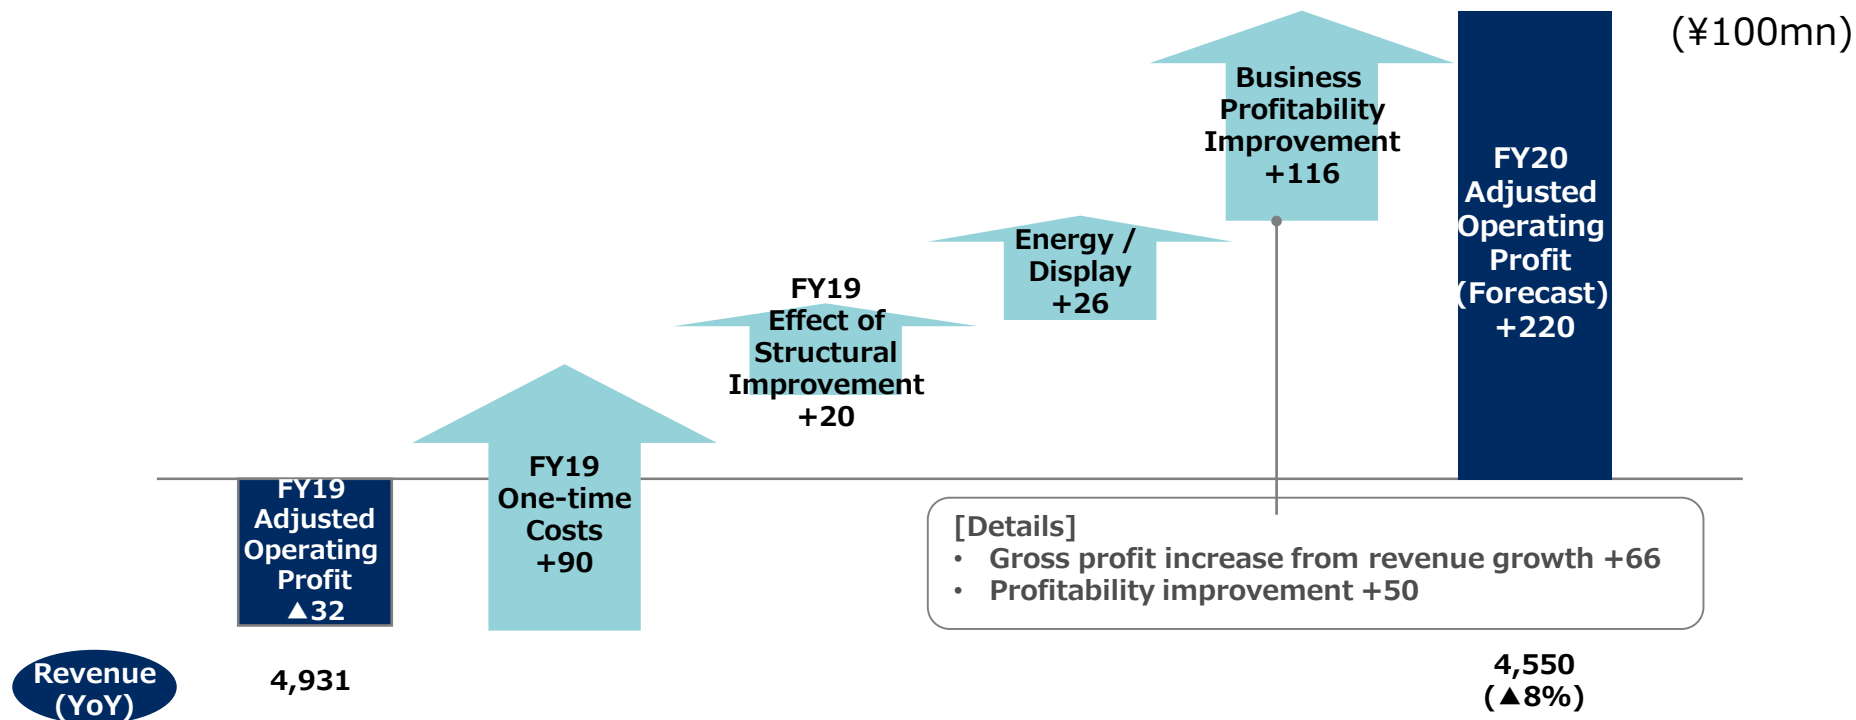 (¥100mn)
Business
Profitability
Improvement
+116
FY20
Adjusted
Operating
Profit
(Forecast)
+220
Energy /
Display
+26
FY19
Effect of
Structural
Improvement
+20
FY19
One-time
Costs
+90
FY19
Adjusted
Operating
Profit
▲32
[Details]
• Gross profit increase from revenue growth +66
• Profitability improvement +50
Revenue
(YoY)
4,931
4,550
(▲8%)